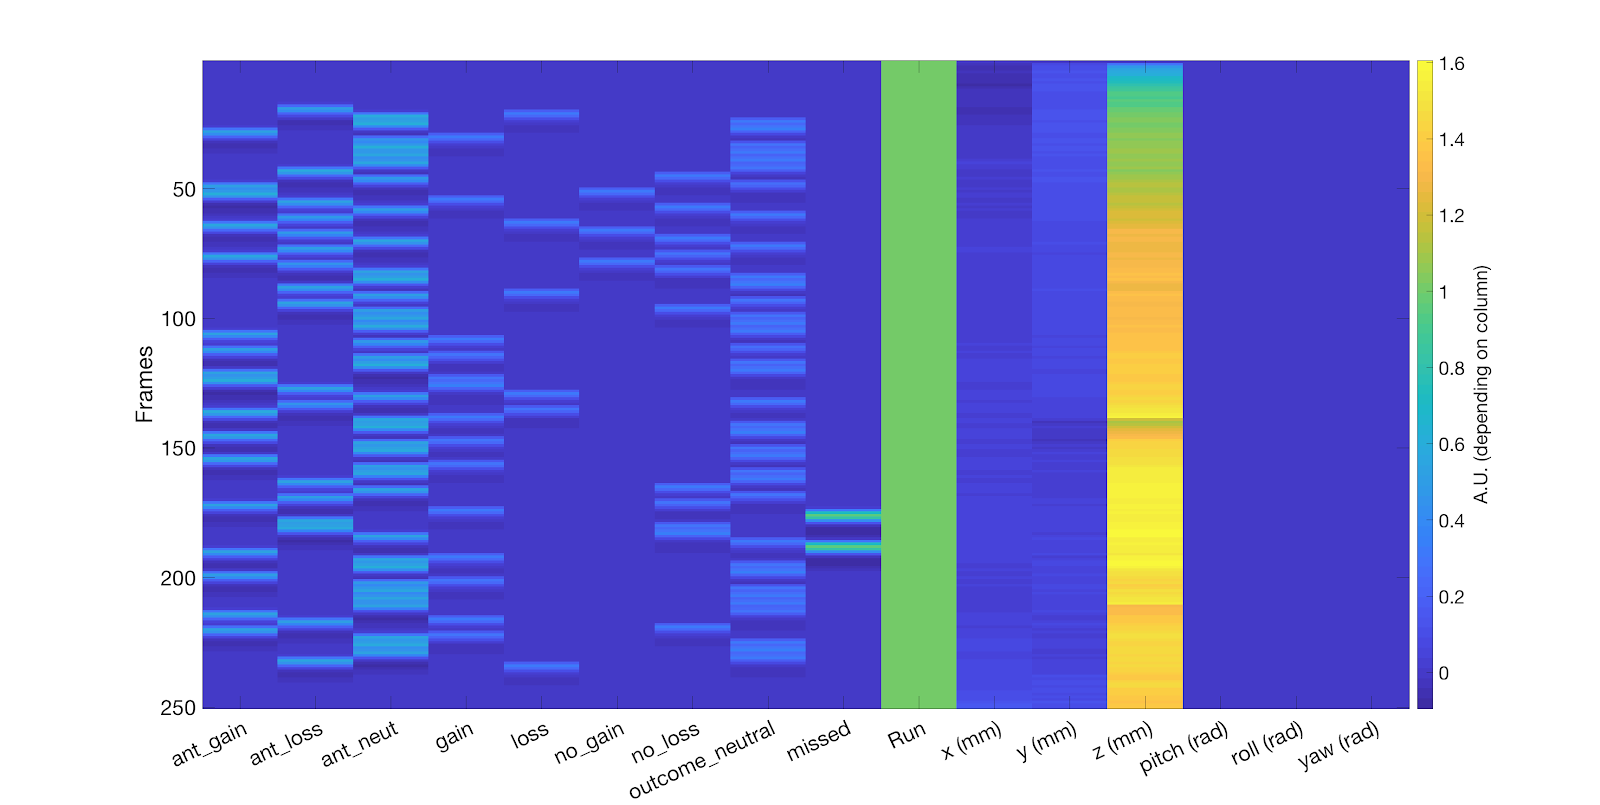 Frames
50
100
150
200
250
ant_gain
ant_loss
ant_neut
gain
loss
no_gain
no_loss
outcome_neutral
missed
Run
x (mm)
y (mm)
z (mm)
pitch (rad)
roll (rad)
yaw (rad)
1.6
1.4
1.2
1
0.8
0.6
0.4
0.2
0
A.U. (depending on column)